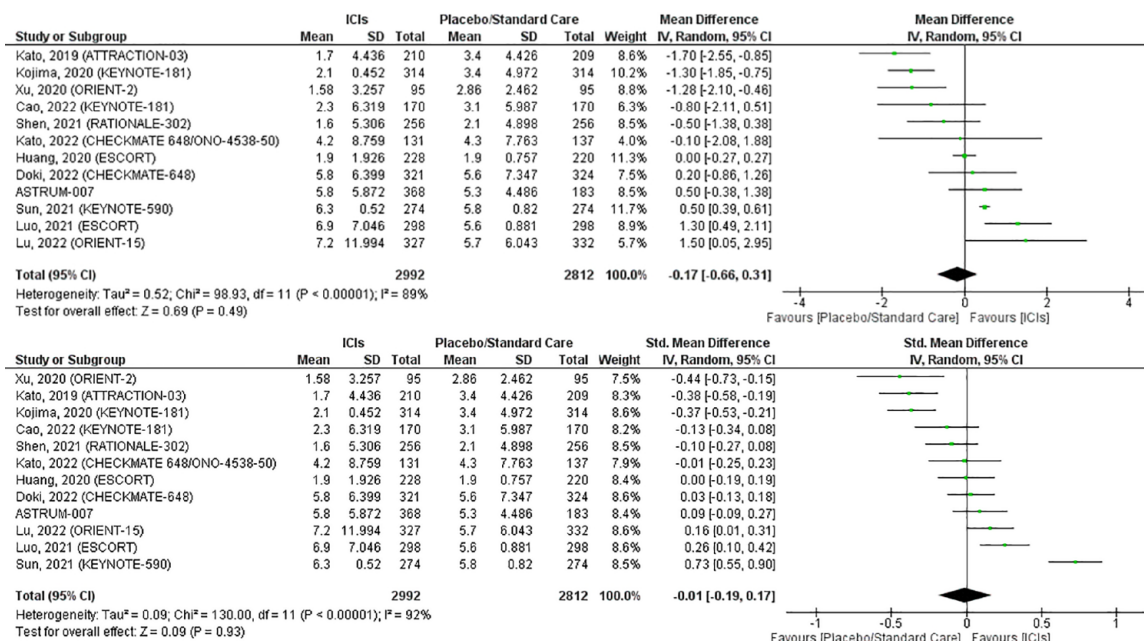 ICIs Placebo/Standard Care Mean Difference Mean Difference
Study or Subgroup Mean SD Total Mean SD Total Weight IV, Random, 95% CI IV, Random, 95% CI
Kato, 2019 (ATTRACTION-03) 1.7 4.436 210 3.4 4.426 209 8.6% -1.70 [-2.55, -0.85]
Kojima, 2020 (KEYNOTE-181) 2.1 0.452 314 3.4 4.972 314 10.2% -1.30 [-1.85, -0.75]
Xu, 2020 (ORIENT-2) 1.58 3.257 95 2.86 2.462 95 8.8% -1.28 [-2.10, -0.46]
Cao, 2022 (KEYNOTE-181) 2.3 6.319 170 3.1 5.987 170 6.3% -0.80 [-2.11, 0.51]
Shen, 2021 (RATIONALE-302) 1.6 5.306 256 2.1 4.898 256 8.5% -0.50 [-1.38, 0.38]
Kato, 2022 (CHECKMATE 648/ONO-4538-50) 4.2 8.759 131 4.3 7.763 137 4.0% -0.10 [-2.08, 1.88]
Huang, 2020 (ESCORT) 1.9 1.926 228 1.9 0.757 220 11.3% 0.00 [-0.27, 0.27]
Doki, 2022 (CHECKMATE-648) 5.8 6.399 321 5.6 7.347 324 7.5% 0.20 [-0.86, 1.26]
ASTRUM-007 5.8 5.872 368 5.3 4.486 183 8.5% 0.50 [-0.38, 1.38]
Sun, 2021 (KEYNOTE-590) 6.3 0.52 274 5.8 0.82 274 11.7% 0.50 [0.39, 0.61]
Luo, 2021 (ESCORT) 6.9 7.046 298 5.6 0.881 298 8.9% 1.30 [0.49, 2.11]
Lu, 2022 (ORIENT-15) 7.2 11.994 327 5.7 6.043 332 5.7% 1.50 [0.05, 2.95]
Total (95% CI) 2992 2812 100.0% -0.17 [-0.66, 0.31]
Heterogeneity: Tau² = 0.52; Chi² = 98.93, df = 11 (P < 0.00001); I² = 89%
Test for overall effect: Z = 0.69 (P = 0.49)
-4 -2 0 2 4
Favours [Placebo/Standard Care] Favours [ICIs]
ICIs Placebo/Standard Care Std. Mean Difference Std. Mean Difference
Study or Subgroup Mean SD Total Mean SD Total Weight IV, Random, 95% CI IV, Random, 95% CI
Xu, 2020 (ORIENT-2) 1.58 3.257 95 2.86 2.462 95 7.5% -0.44 [-0.73, -0.15]
Kato, 2019 (ATTRACTION-03) 1.7 4.436 210 3.4 4.426 209 8.3% -0.38 [-0.58, -0.19]
Kojima, 2020 (KEYNOTE-181) 2.1 0.452 314 3.4 4.972 314 8.6% -0.37 [-0.53, -0.21]
Cao, 2022 (KEYNOTE-181) 2.3 6.319 170 3.1 5.987 170 8.2% -0.13 [-0.34, 0.08]
Shen, 2021 (RATIONALE-302) 1.6 5.306 256 2.1 4.898 256 8.5% -0.10 [-0.27, 0.08]
Kato, 2022 (CHECKMATE 648/ONO-4538-50) 4.2 8.759 131 4.3 7.763 137 7.9% -0.01 [-0.25, 0.23]
Huang, 2020 (ESCORT) 1.9 1.926 228 1.9 0.757 220 8.4% 0.00 [-0.19, 0.19]
Doki, 2022 (CHECKMATE-648) 5.8 6.399 321 5.6 7.347 324 8.6% 0.03 [-0.13, 0.18]
ASTRUM-007 5.8 5.872 368 5.3 4.486 183 8.4% 0.09 [-0.09, 0.27]
Lu, 2022 (ORIENT-15) 7.2 11.994 327 5.7 6.043 332 8.6% 0.16 [0.01, 0.31]
Luo, 2021 (ESCORT) 6.9 7.046 298 5.6 0.881 298 8.6% 0.26 [0.10, 0.42]
Sun, 2021 (KEYNOTE-590) 6.3 0.52 274 5.8 0.82 274 8.4% 0.73 [0.55, 0.90]
Total (95% CI) 2992 2812 100.0% -0.01 [-0.19, 0.17]
Heterogeneity: Tau² = 0.09; Chi² = 130.00, df = 11 (P < 0.00001); I² = 92%
Test for overall effect: Z = 0.09 (P = 0.93)
-1 -0.5 0 0.5 1
Favours [Placebo/Standard Care] Favours [ICIs]